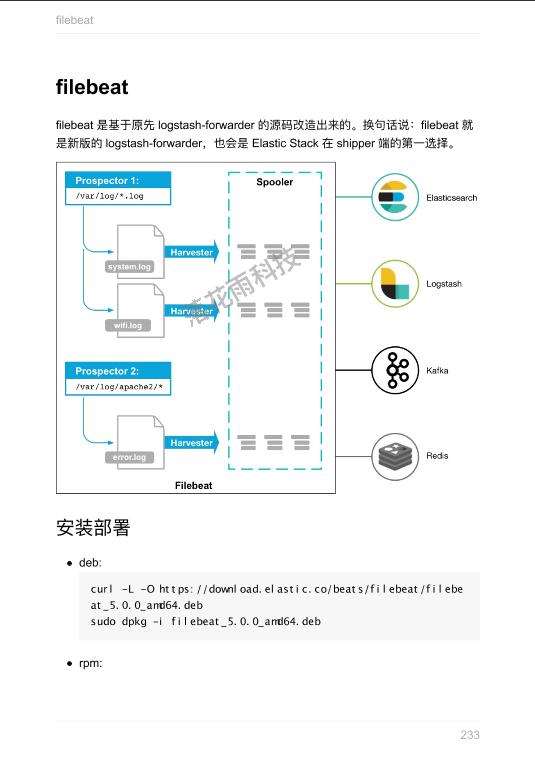 filebeat
filebeat
filebeat 是基于原先 logstash-forwarder 的源码改造出来的。换句话说：filebeat 就
是新版的 logstash-forwarder，也会是 Elastic Stack 在 shipper 端的第一选择。
Prospector 1:
/var/log/*.log
Spooler
Elasticsearch
system.log
Harvester
落花雨科技
Logstash
wifi.log
Harvester
Prospector 2:
/var/log/apache2/*
Kafka
error.log
Harvester
Redis
Filebeat
安装部署
● deb:
curl -L -O https://download.elastic.co/beats/filebeat/filebe
at_5.0.0_amd64.deb
sudo dpkg -i filebeat_5.0.0_amd64.deb
● rpm:
233